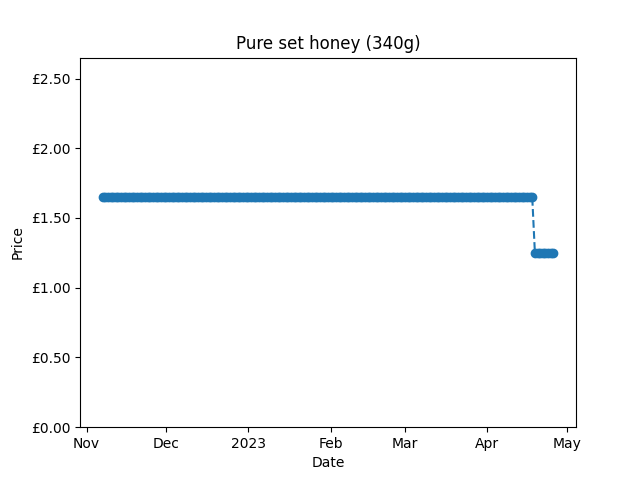 Pure set honey (340g)
£2.50
£2.00
£1.50
£1.00
£0.50
£0.00
Price
Nov Dec 2023 Feb Mar Apr May
Date